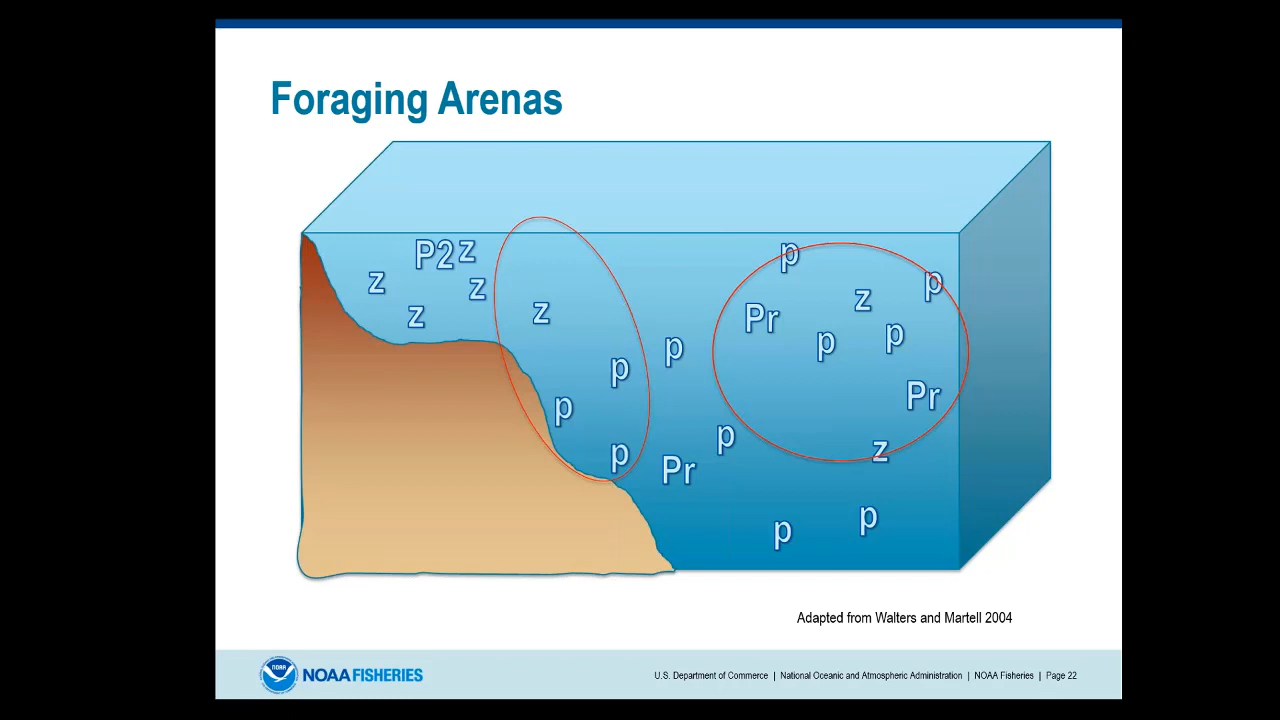 Foraging Arenas
P2 z
z
z
z
z
p
p
p
p
p
Pr
p
Pr
z
p
p
p
p
Pr
z
p
p
Adapted from Walters and Martell 2004
NOAA
NOAA FISHERIES
U.S. Department of Commerce | National Oceanic and Atmospheric Administration | NOAA Fisheries | Page 22